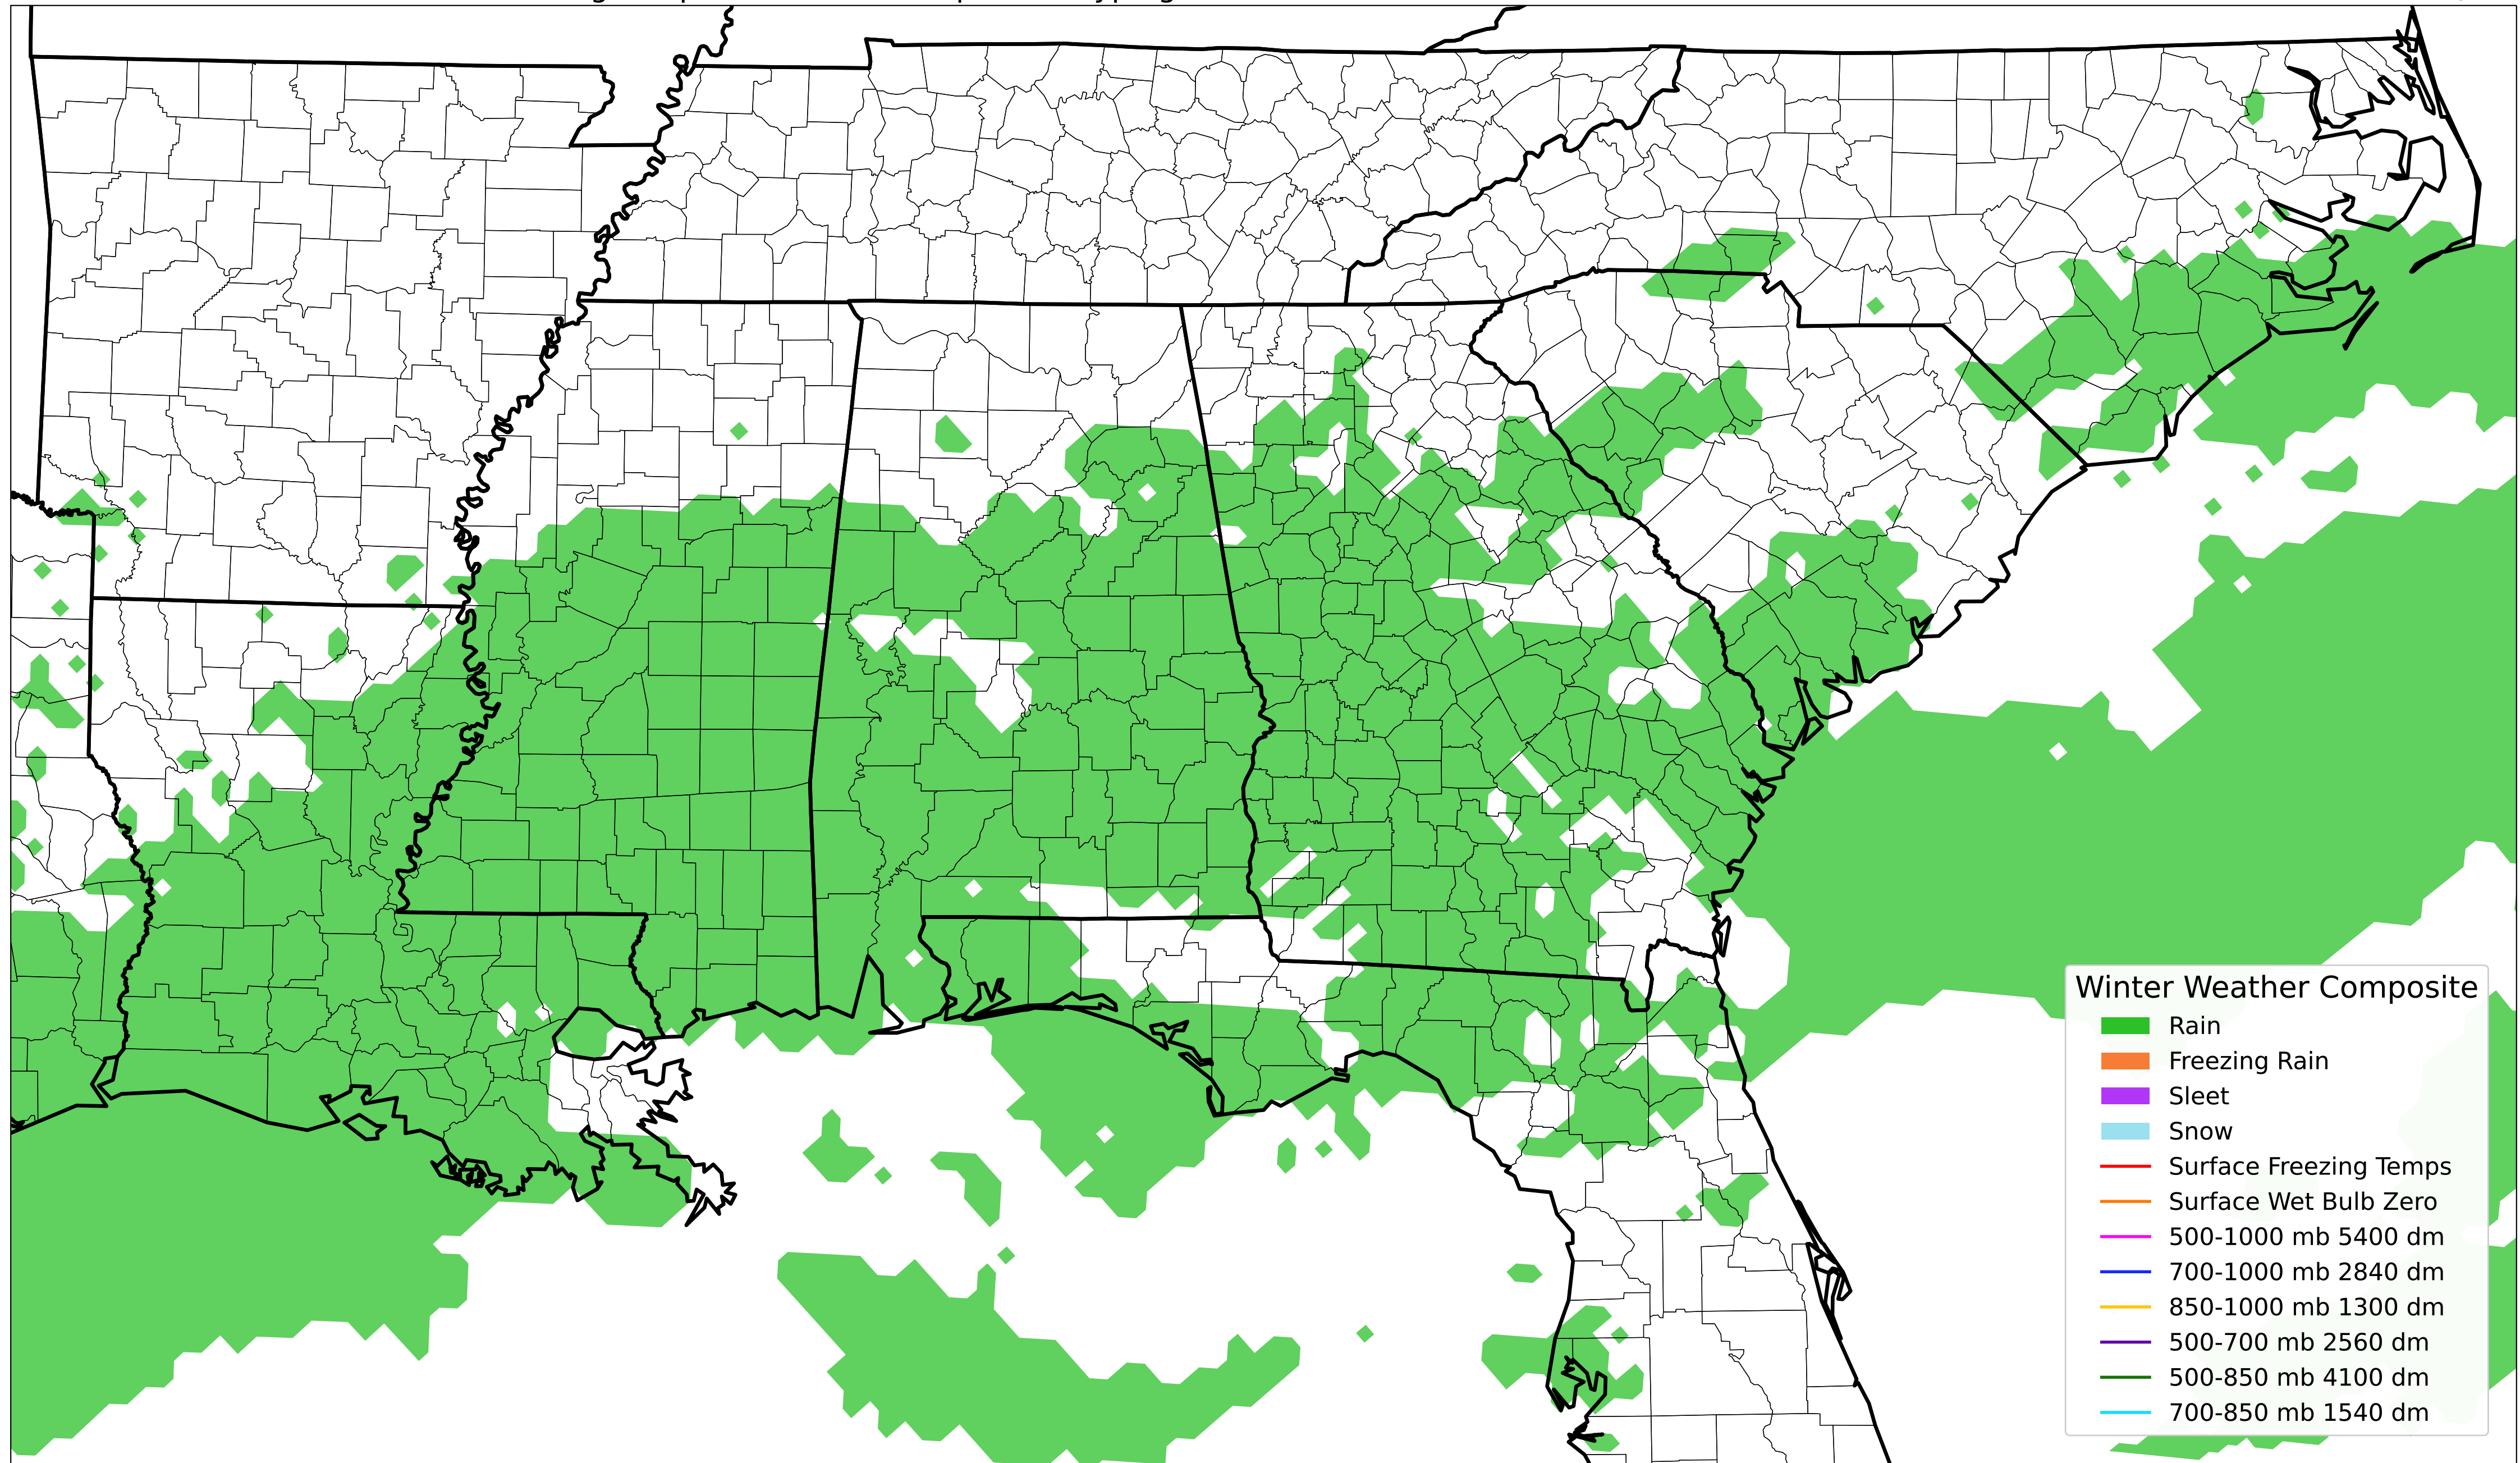 Winter Weather Composite
Rain
Freezing Rain
Sleet
Snow
Surface Freezing Temps
Surface Wet Bulb Zero
500-1000 mb 5400 dm
700-1000 mb 2840 dm
850-1000 mb 1300 dm
500-700 mb 2560 dm
500-850 mb 4100 dm
700-850 mb 1540 dm